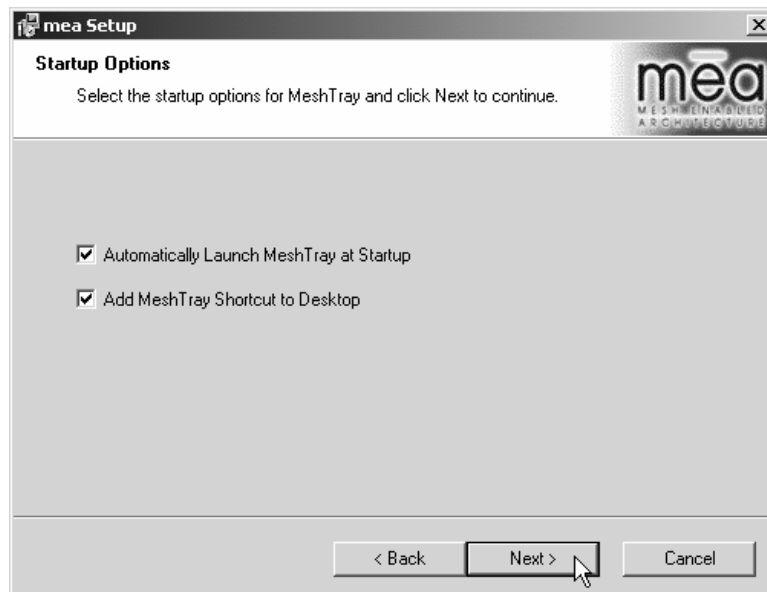 mea Setup
Startup Options
Select the startup options for MeshTray and click Next to continue.
mēa
MESH ENABLED
ARCHITECTURE
Automatically Launch MeshTray at Startup
Add MeshTray Shortcut to Desktop
< Back
Next >
Cancel